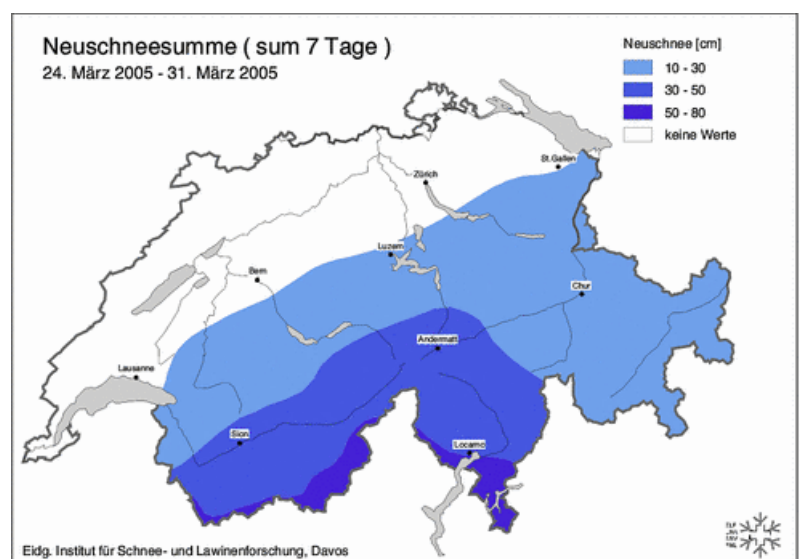 Neuschneesumme ( sum 7 Tage )
24. März 2005 - 31. März 2005
Neuschnee [cm]
10 - 30
30 - 50
50 - 80
keine Werte
St.Gallen
Zürich
Luzern
Bern
Chur
Andermatt
Lausanne
Sion
Locarno
Eidg. Institut für Schnee- und Lawinenforschung, Davos